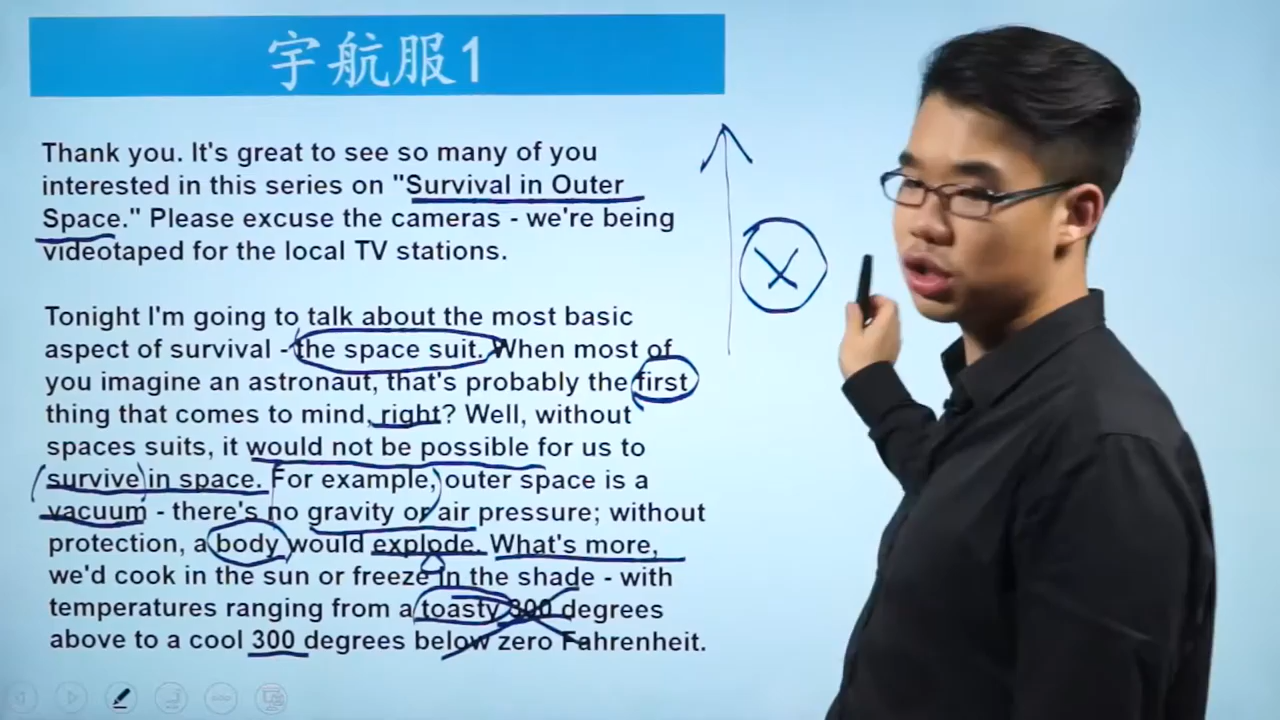 宇航服1
Thank you. It's great to see so many of you
interested in this series on "Survival in Outer
Space." Please excuse the cameras - we're being
videotaped for the local TV stations.
Tonight I'm going to talk about the most basic
aspect of survival - the space suit. When most of
you imagine an astronaut, that's probably the first
thing that comes to mind, right? Well, without
spaces suits, it would not be possible for us to
survive in space. For example, outer space is a
vacuum - there's no gravity or air pressure; without
protection, a body would explode. What's more,
we'd cook in the sun or freeze in the shade - with
temperatures ranging from a toasty 300 degrees
above to a cool 300 degrees below zero Fahrenheit.